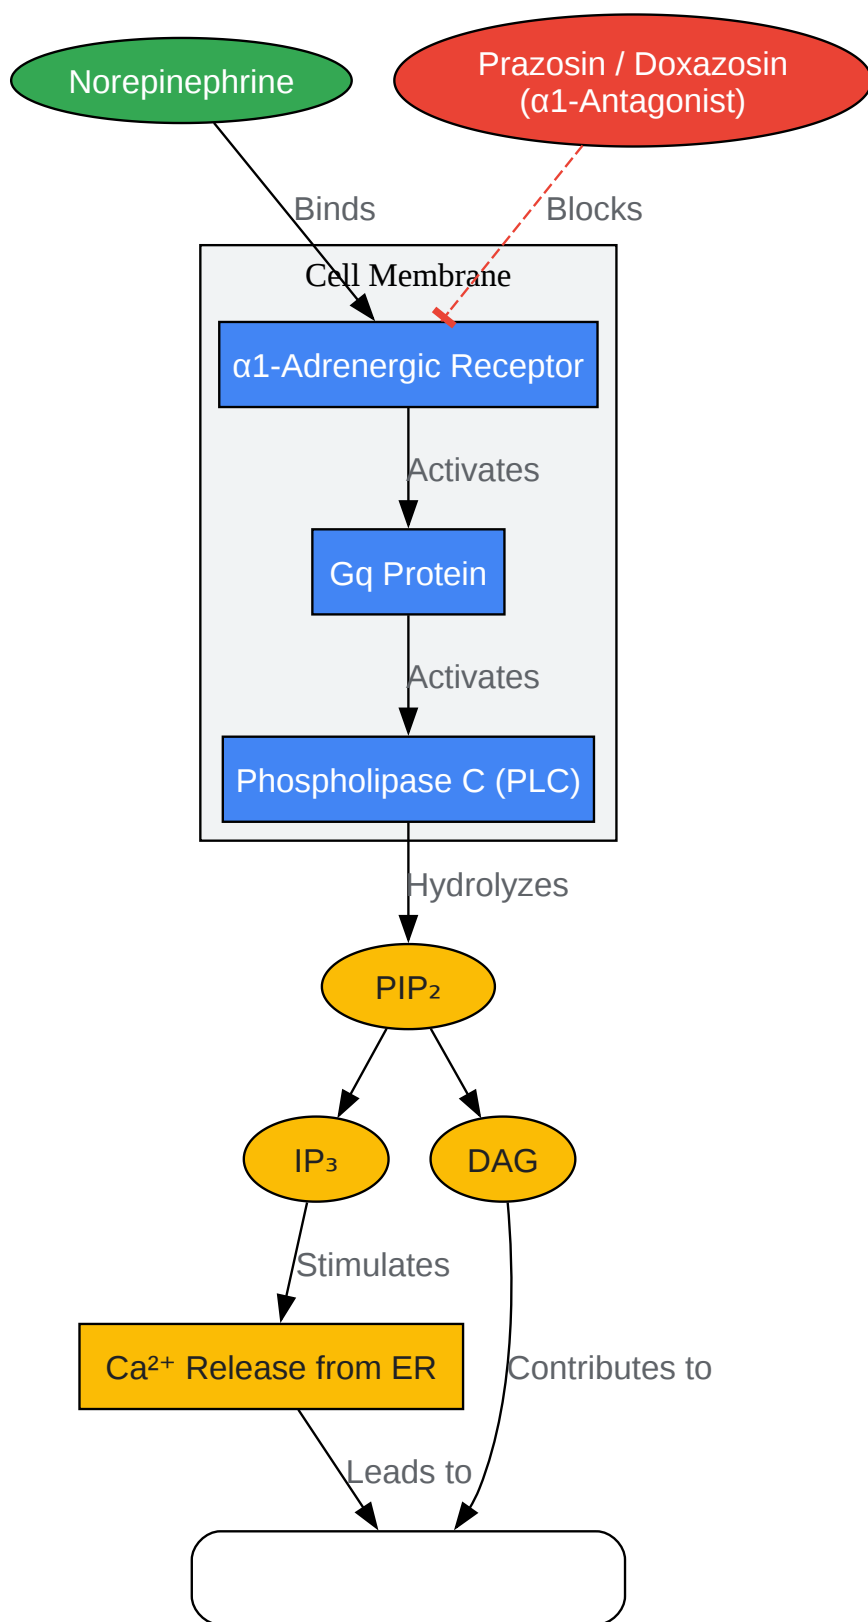 Norepinephrine
Prazosin / Doxazosin
(α1-Antagonist)
Binds
Blocks
Cell Membrane
α1-Adrenergic Receptor
Activates
Gq Protein
Activates
Phospholipase C (PLC)
Hydrolyzes
PIP₂
IP₃
DAG
Stimulates
Ca²⁺ Release from ER
Contributes to
Leads to